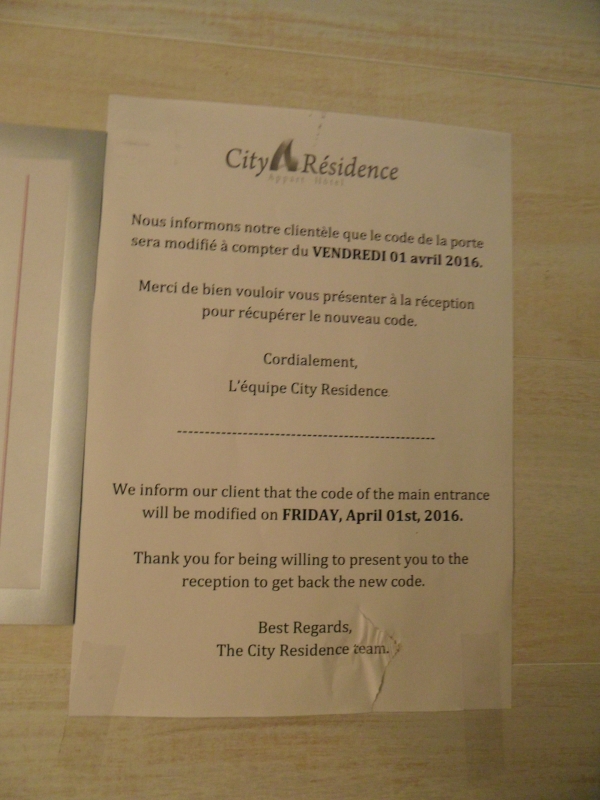 City Résidence
Appart Hôtel
Nous informons notre clientèle que le code de la porte
sera modifié à compter du VENDREDI 01 avril 2016.
Merci de bien vouloir vous présenter à la réception
pour récupérer le nouveau code.
Cordialement,
L'équipe City Residence
------------------------------------------------
We inform our client that the code of the main entrance
will be modified on FRIDAY, April 01st, 2016.
Thank you for being willing to present you to the
reception to get back the new code.
Best Regards,
The City Residence team.